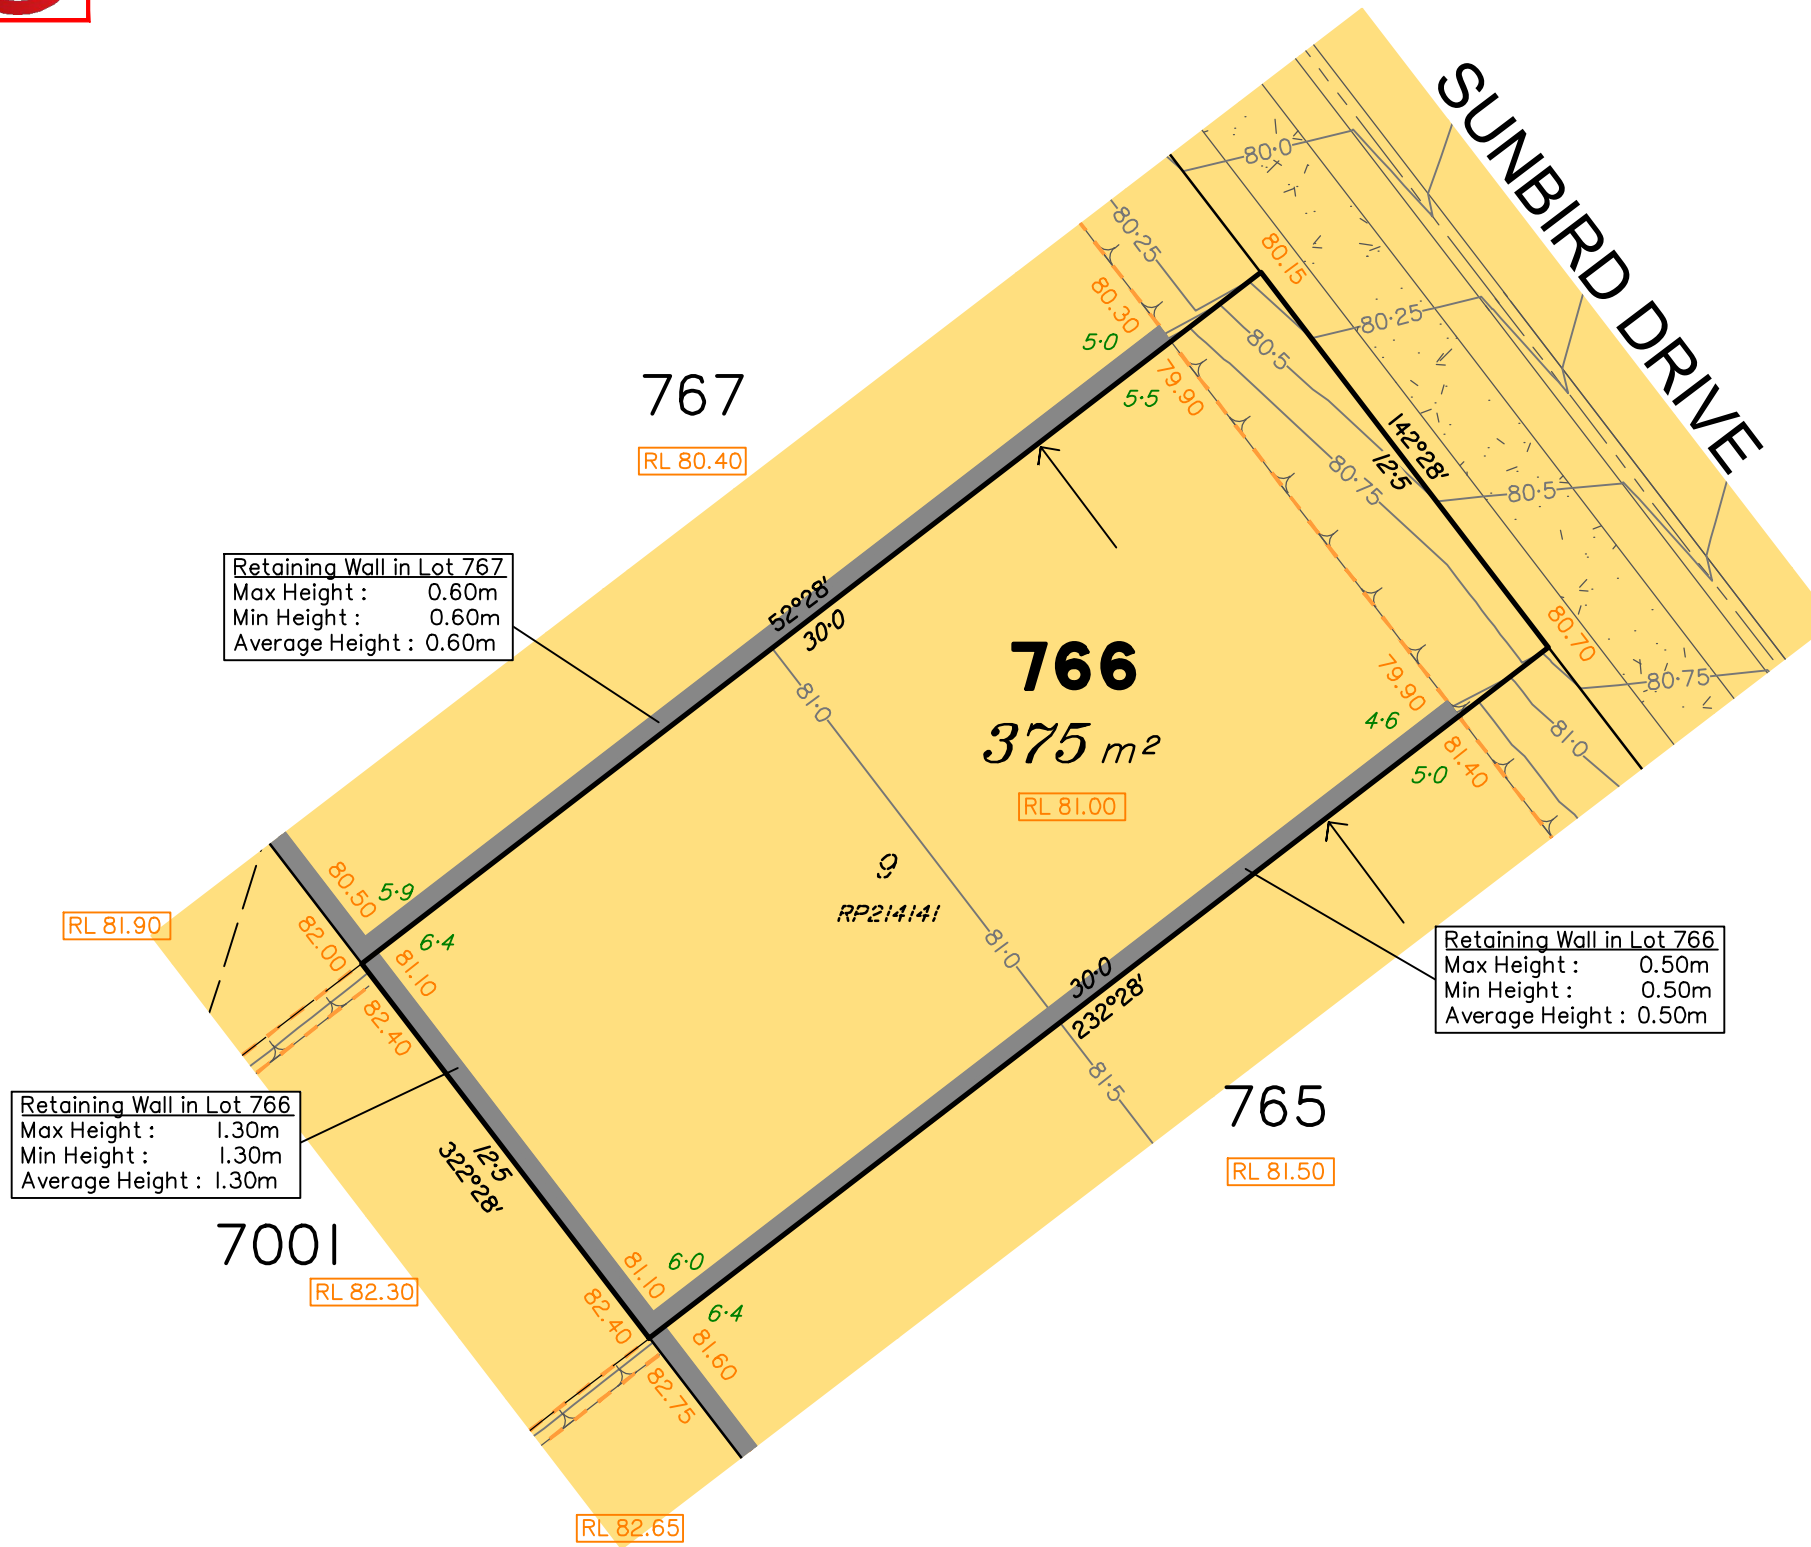 SUNBIRD DRIVE
80·0
80·25
80.15
80.30
80·25
5·0
80·5
79.90
5·5
767
RL 80.40
142°28'
12·5
80·75
80·5
Retaining Wall in Lot 767
Max Height : 0.60m
Min Height : 0.60m
Average Height : 0.60m
52°28'
30·0
80.70
766
375 m²
RL 81.00
79.90
80·75
4·6
81·0
81.40
5·0
81·0
9
RP214141
80.50
5·9
RL 81.90
82.00
6·4
81.10
82.40
81·0
30·0
232°28'
Retaining Wall in Lot 766
Max Height : 0.50m
Min Height : 0.50m
Average Height : 0.50m
81·5
765
RL 81.50
Retaining Wall in Lot 766
Max Height : 1.30m
Min Height : 1.30m
Average Height : 1.30m
12·5
322°28'
7001
RL 82.30
81.10
6·0
82.40
6·4
81.60
82.75
RL 82.65